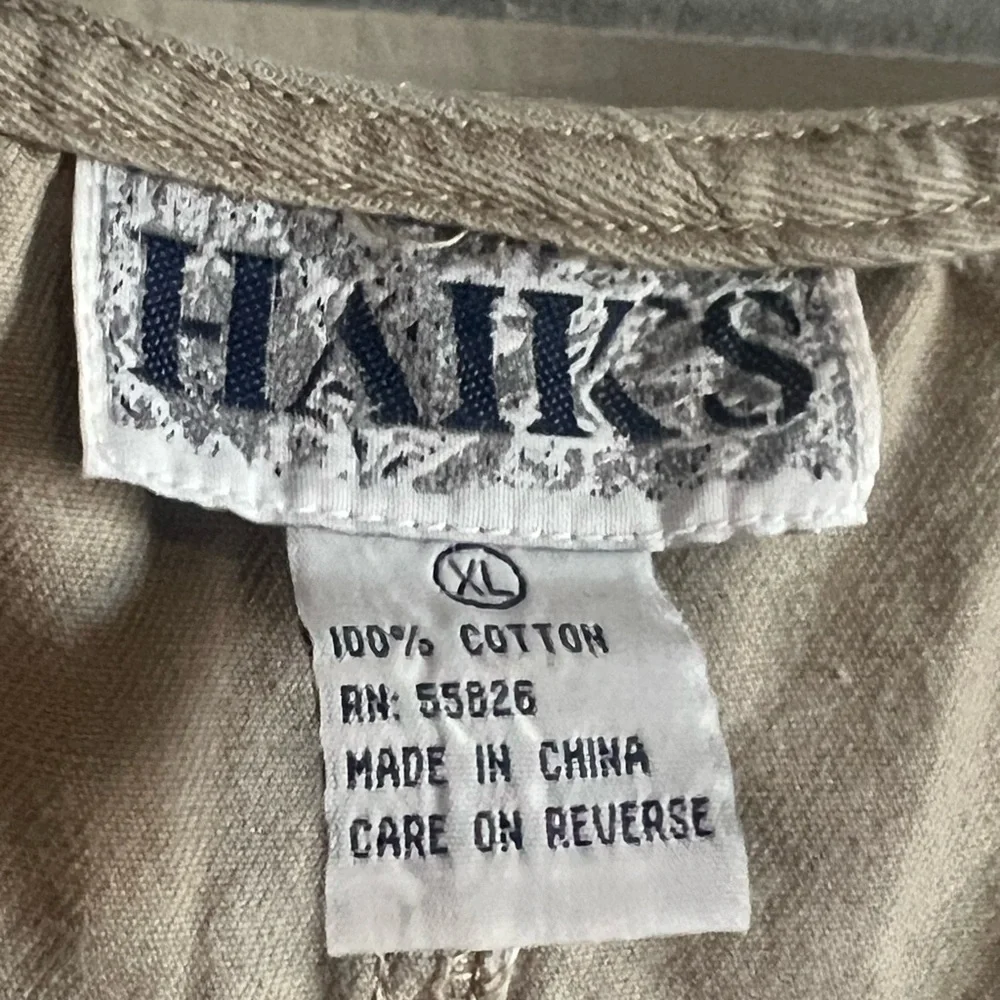 HAIKS
XL
100% COTTON
RN: 55826
MADE IN CHINA
CARE ON REVERSE